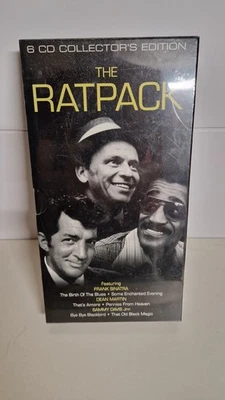 6 CD COLLECTOR'S EDITION
THE
RATPACK
Featuring
FRANK SINATRA
The Birth Of The Blues • Some Enchanted Evening
DEAN MARTIN
That's Amore • Pennies From Heaven
SAMMY DAVIS Jnr
Bye Bye Blackbird • That Old Black Magic